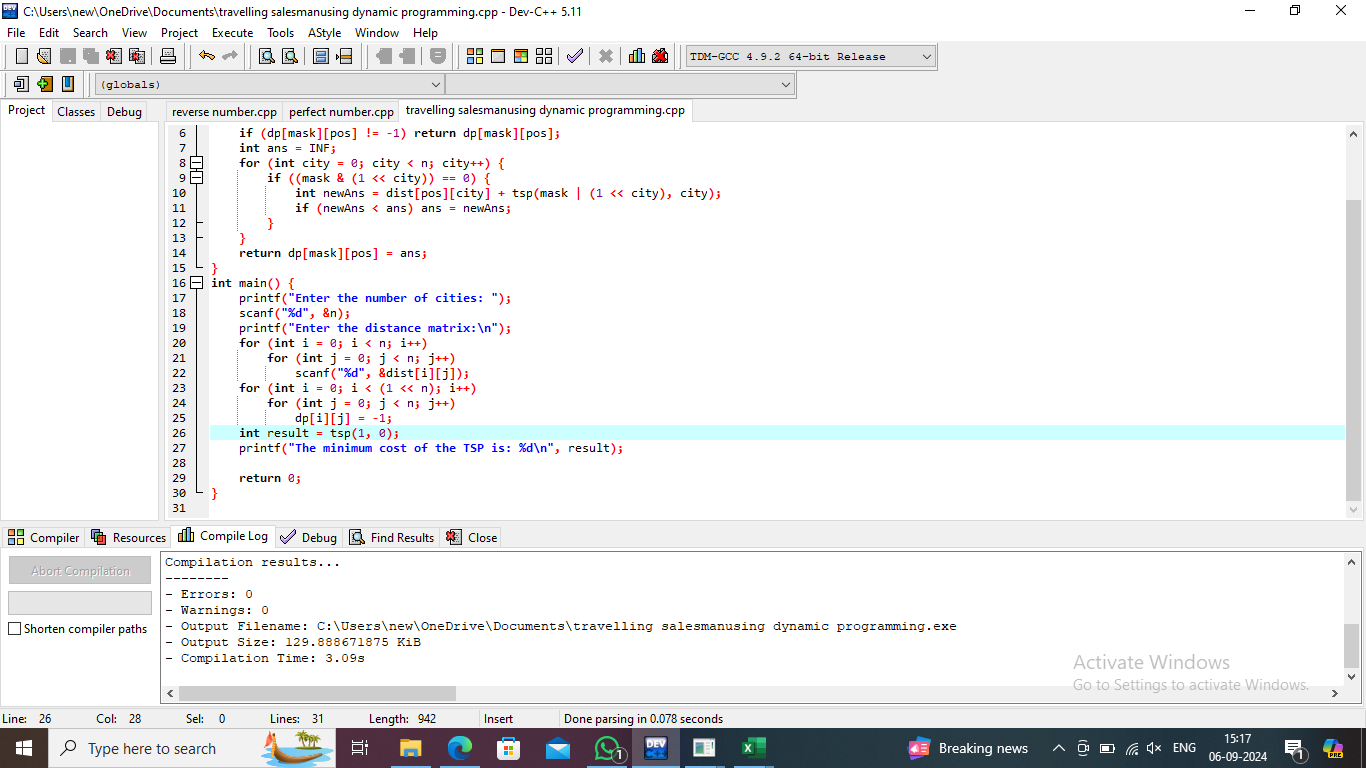 C:\Users\new\OneDrive\Documents\travelling salesmanusing dynamic programming.cpp - Dev-C++ 5.11
File Edit Search View Project Execute Tools AStyle Window Help
TDM-GCC 4.9.2 64-bit Release
(globals)
Project Classes Debug
reverse number.cpp perfect number.cpp travelling salesmanusing dynamic programming.cpp
6 if (dp[mask][pos] != -1) return dp[mask][pos];
7 int ans = INF;
8 for (int city = 0; city < n; city++) {
9 if ((mask & (1 << city)) == 0) {
10 int newAns = dist[pos][city] + tsp(mask | (1 << city), city);
11 if (newAns < ans) ans = newAns;
12 }
13 }
14 return dp[mask][pos] = ans;
15 }
16 int main() {
17 printf("Enter the number of cities: ");
18 scanf("%d", &n);
19 printf("Enter the distance matrix:\n");
20 for (int i = 0; i < n; i++)
21 for (int j = 0; j < n; j++)
22 scanf("%d", &dist[i][j]);
23 for (int i = 0; i < (1 << n); i++)
24 for (int j = 0; j < n; j++)
25 dp[i][j] = -1;
26 int result = tsp(1, 0);
27 printf("The minimum cost of the TSP is: %d\n", result);
28
29 return 0;
30 }
31
Compiler Resources Compile Log Debug Find Results Close
Abort Compilation
Shorten compiler paths
Compilation results...
--------
- Errors: 0
- Warnings: 0
- Output Filename: C:\Users\new\OneDrive\Documents\travelling salesmanusing dynamic programming.exe
- Output Size: 129.888671875 KiB
- Compilation Time: 3.09s
Activate Windows
Go to Settings to activate Windows.
Line: 26 Col: 28 Sel: 0 Lines: 31 Length: 942 Insert Done parsing in 0.078 seconds
Type here to search
1
DEV
Breaking news
ENG
15:17
06-09-2024
1
PRE